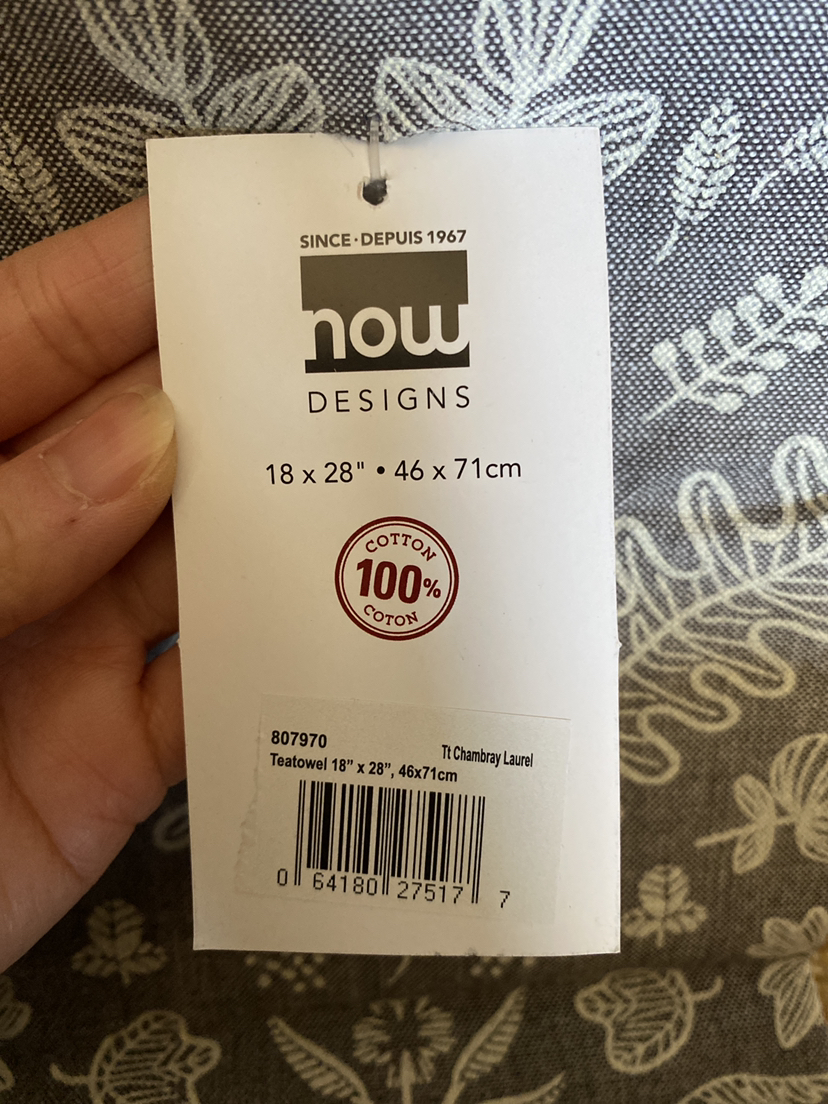 SINCE · DEPUIS 1967
now
DESIGNS
18 x 28" • 46 x 71cm
COTTON
100%
COTON
807970
Tt Chambray Laurel
Teatowel 18” x 28”, 46x71cm
0 64180 27517 7